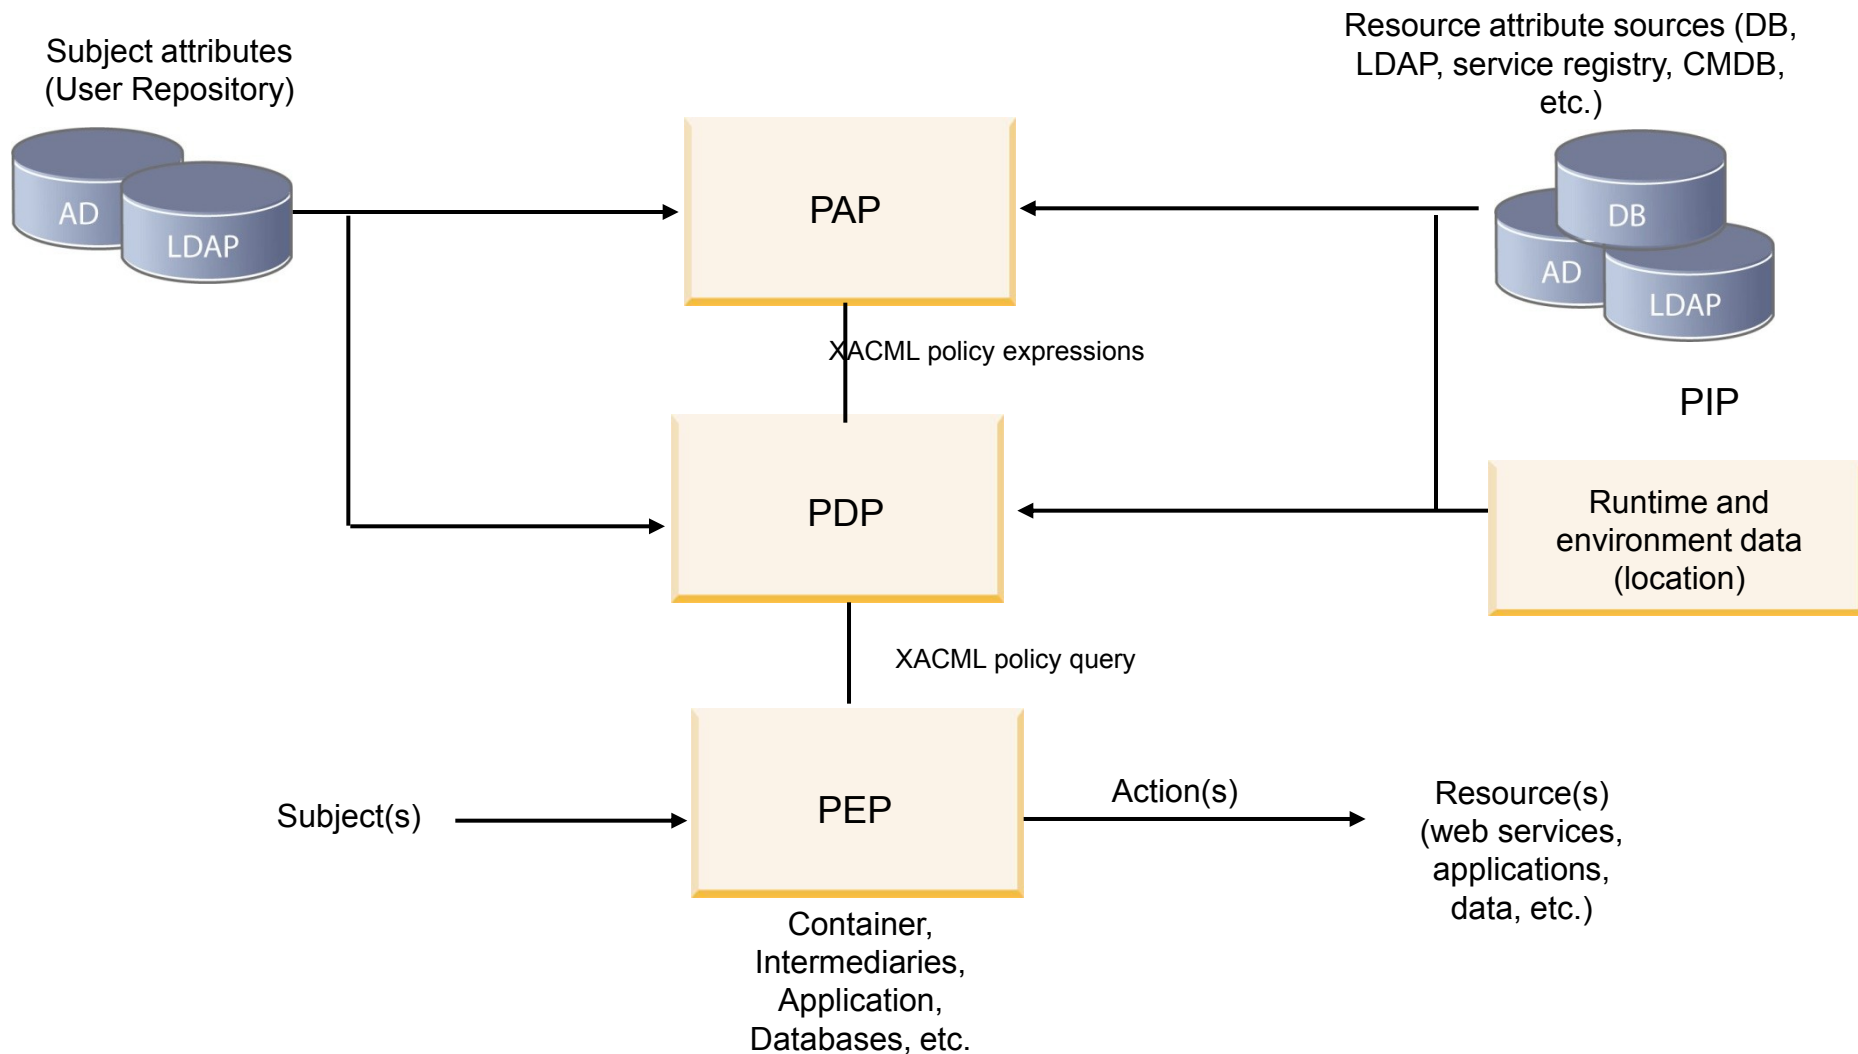 Subject attributes
(User Repository)
AD
LDAP
PAP
Resource attribute sources (DB,
LDAP, service registry, CMDB,
etc.)
DB
AD
LDAP
PIP
XACML policy expressions
PDP
Runtime and
environment data
(location)
XACML policy query
Subject(s)
PEP
Action(s)
Resource(s)
(web services,
applications,
data, etc.)
Container,
Intermediaries,
Application,
Databases, etc.